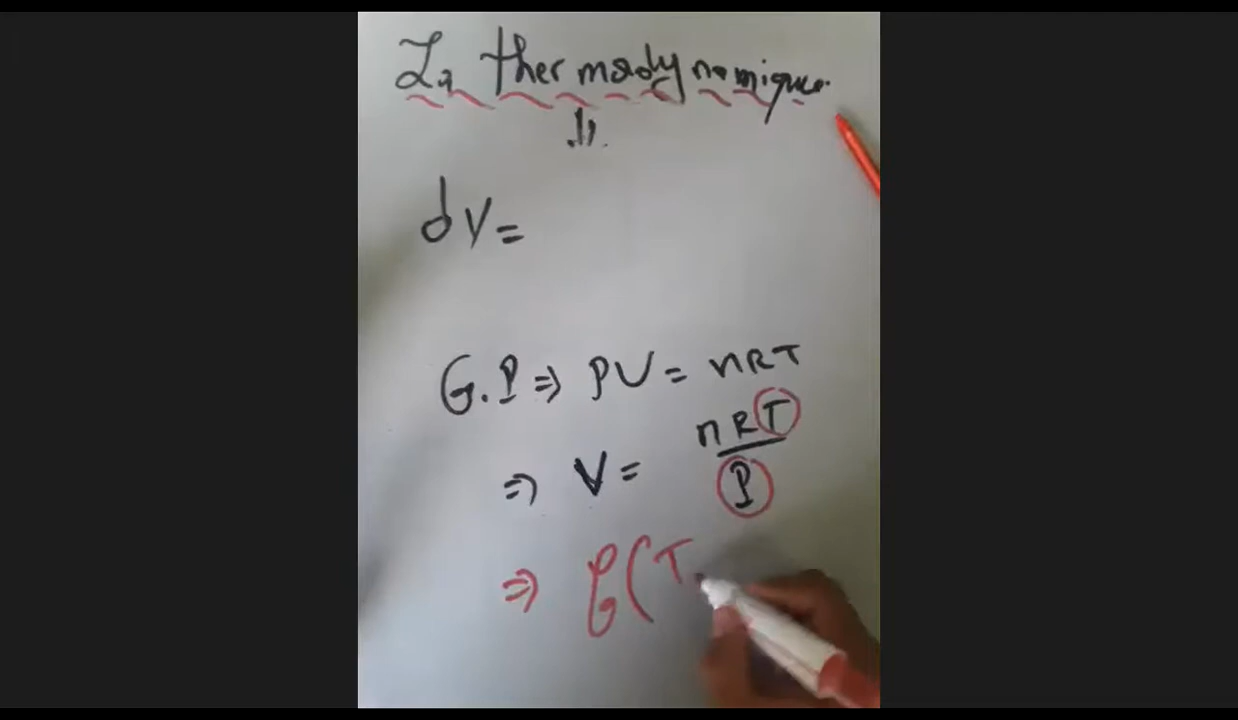 La thermodynamique
dV =
G.P ⇒ PV = nRT
⇒ V = nRT / P
⇒ f(T,